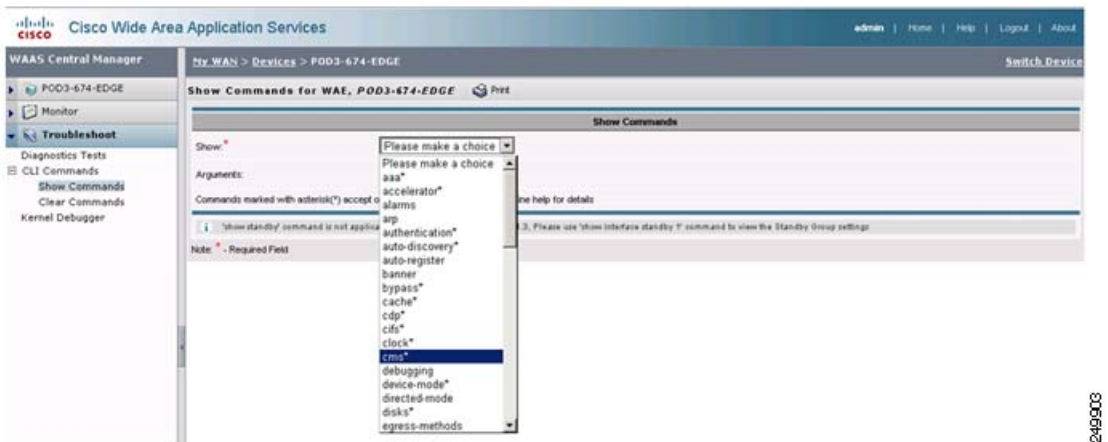 CISCO Cisco Wide Area Application Services
admin | Home | Help | Logout | About
WAAS Central Manager
My WAN > Devices > POD3-674-EDGE
Switch Device
POD3-674-EDGE
Monitor
Troubleshoot
Diagnostics Tests
CLI Commands
Show Commands
Clear Commands
Kernel Debugger
Show Commands for WAE, POD3-674-EDGE Print
Show Commands
Show:* Please make a choice
Please make a choice
aaa*
accelerator*
alarms
arp
authentication*
auto-discovery*
auto-register
banner
bypass*
cache*
cdp*
cifs*
clock*
cms*
debugging
device-mode*
directed-mode
disks*
egress-methods
Arguments:
Commands marked with asterisk(*) accept ine help for details
i 'show standby' command is not applica .3, Please use 'show interface standby 1' command to view the Standby Group settings
Note: * - Required Field
249903